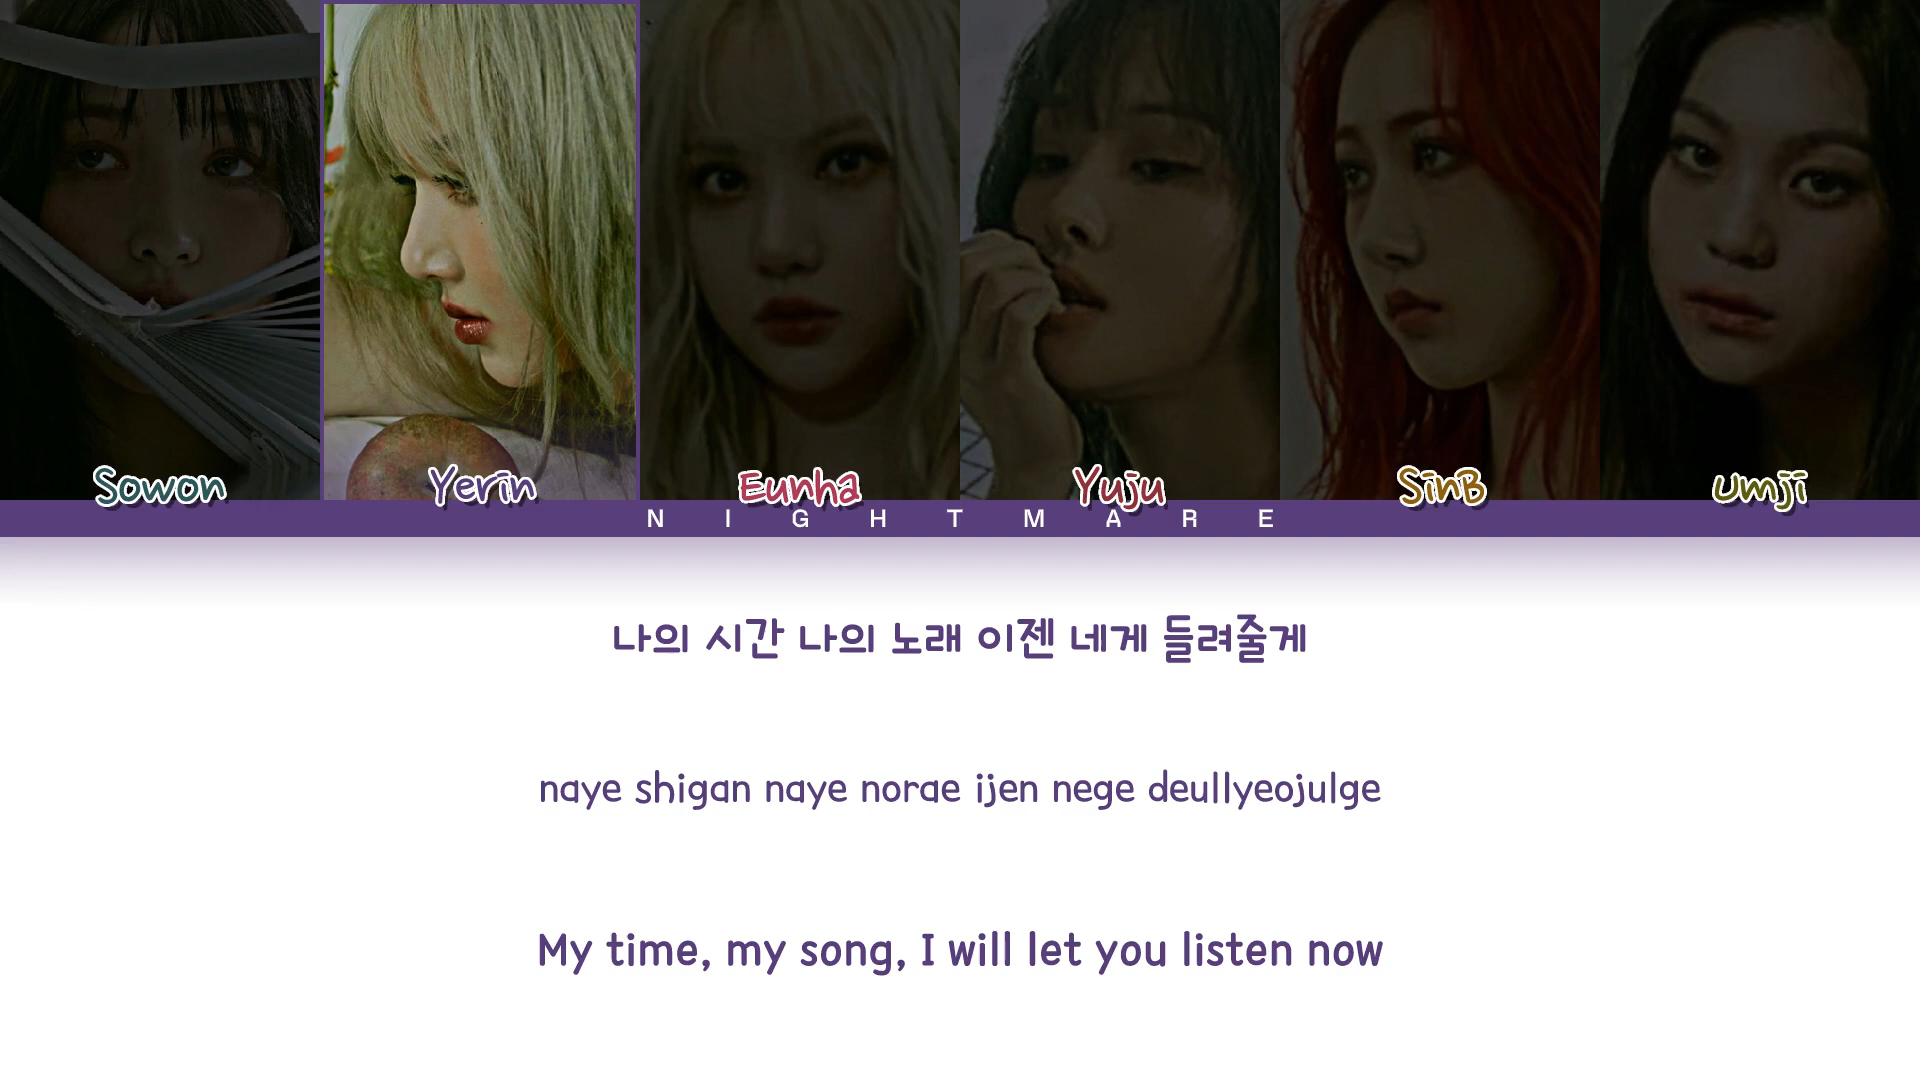 Sowon
Yerin
Eunha
Yuju
SinB
Umji
NIGHTMARE
나의 시간 나의 노래 이젠 네게 들려줄게
naye shigan naye norae ijen nege deullyeojulge
My time, my song, I will let you listen now